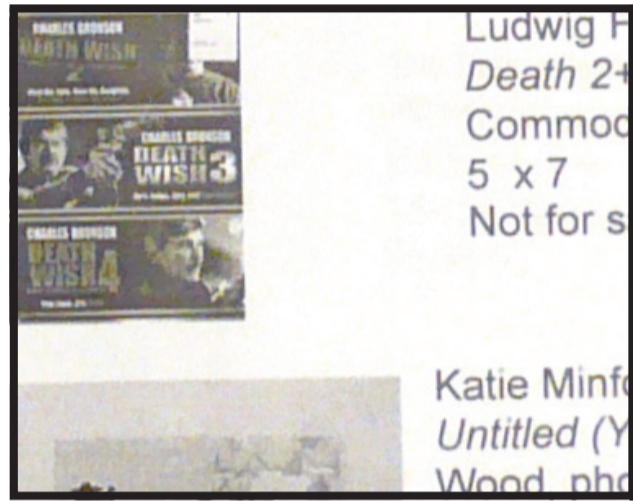 CHARLES BRONSON
DEATH WISH
2
CHARLES BRONSON
DEATH
WISH 3
CHARLES BRONSON
DEATH
WISH 4
Ludwig F
Death 2+
Commod
5 x 7
Not for s
Katie Minfo
Untitled (Y
Wood, pho